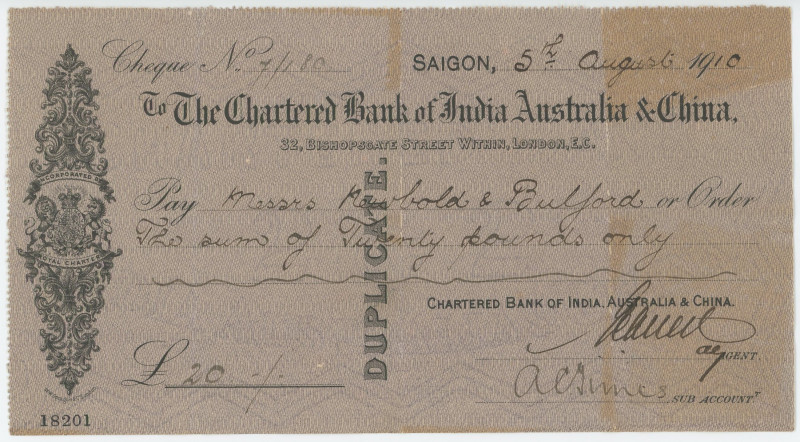 Cheque No. 7/180 SAIGON, 5th August 1910
To The Chartered Bank of India Australia & China,
32, BISHOPSGATE STREET WITHIN, LONDON, E.C.
INCORPORATED BY
ROYAL CHARTER
Pay Messrs Newbold & Bulford or Order
The sum of Twenty pounds only
DUPLICATE.
CHARTERED BANK OF INDIA, AUSTRALIA & CHINA.
AGENT.
£ 20 -/-
SUB ACCOUNTT
18201